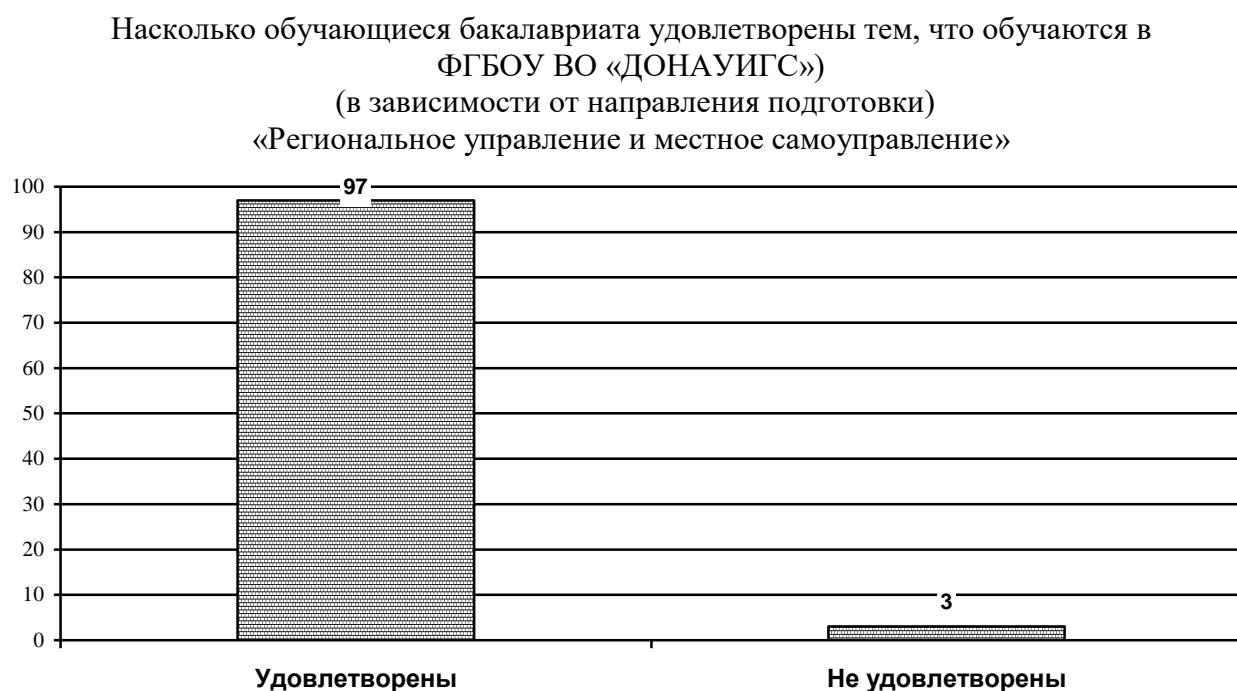 Насколько обучающиеся бакалавриата удовлетворены тем, что обучаются в
ФГБОУ ВО «ДОНАУИГС»)
(в зависимости от направления подготовки)
«Региональное управление и местное самоуправление»
100
97
90
80
70
60
50
40
30
20
10
3
0
Удовлетворены
Не удовлетворены